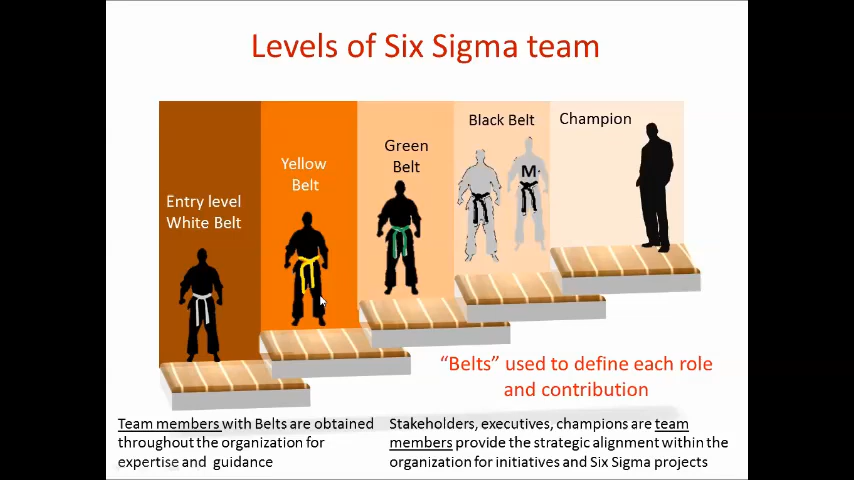 Levels of Six Sigma team
Entry level
White Belt
Yellow
Belt
Green
Belt
Black Belt
M
Champion
"Belts" used to define each role
and contribution
Team members with Belts are obtained
throughout the organization for
expertise and guidance
Stakeholders, executives, champions are team
members provide the strategic alignment within the
organization for initiatives and Six Sigma projects